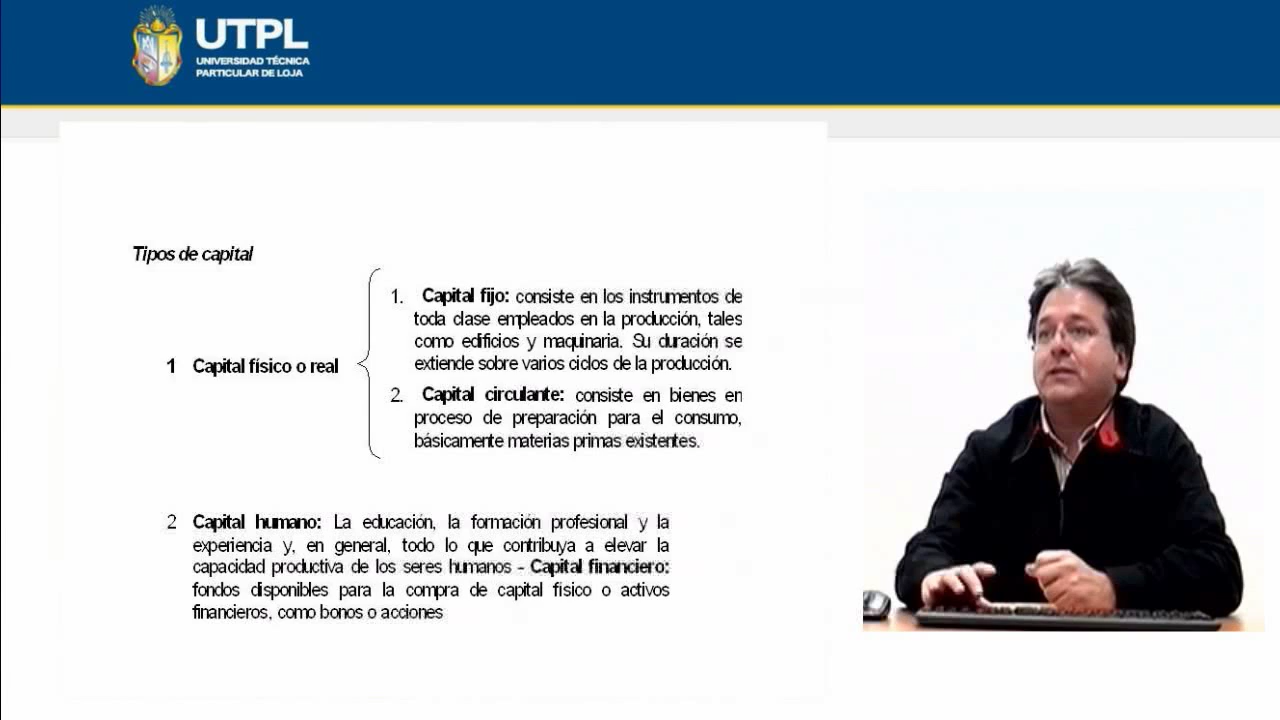 UTPL
UNIVERSIDAD TÉCNICA
PARTICULAR DE LOJA
Tipos de capital
1 Capital físico o real
1. Capital fijo: consiste en los instrumentos de
toda clase empleados en la producción, tales
como edificios y maquinaria. Su duración se
extiende sobre varios ciclos de la producción.
2. Capital circulante: consiste en bienes en
proceso de preparación para el consumo,
básicamente materias primas existentes.
2 Capital humano: La educación, la formación profesional y la
experiencia y, en general, todo lo que contribuya a elevar la
capacidad productiva de los seres humanos - Capital financiero:
fondos disponibles para la compra de capital físico o activos
financieros, como bonos o acciones